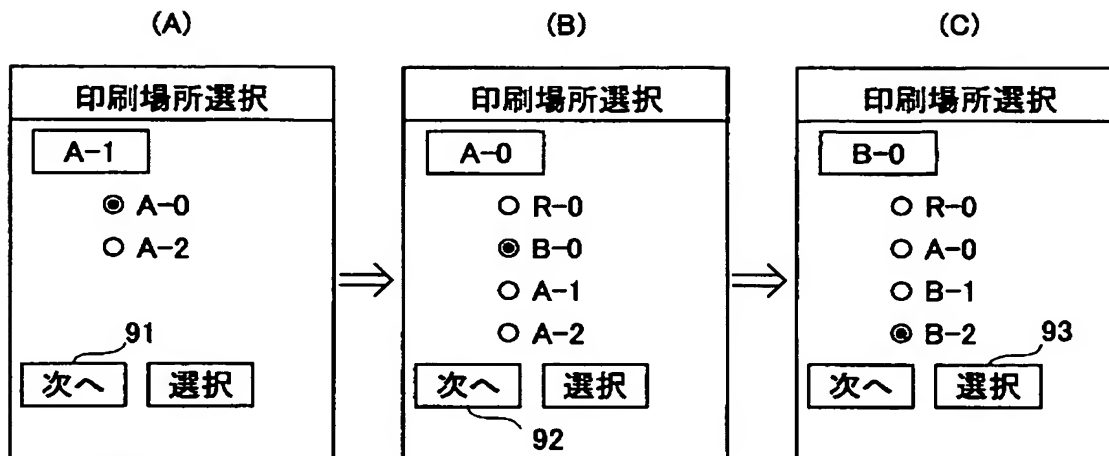 (A)
印刷場所選択
A-1
◉ A-0
○ A-2
91
次へ 選択
(B)
印刷場所選択
A-0
○ R-0
◉ B-0
○ A-1
○ A-2
次へ 選択
92
(C)
印刷場所選択
B-0
○ R-0
○ A-0
○ B-1
◉ B-2
93
次へ 選択